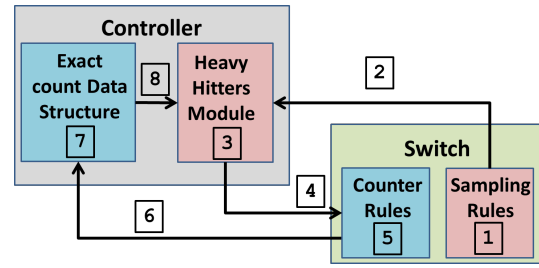 Controller
Exact
count Data
Structure
7
8
Heavy
Hitters
Module
3
2
Switch
4
Counter
Rules
5
Sampling
Rules
1
6